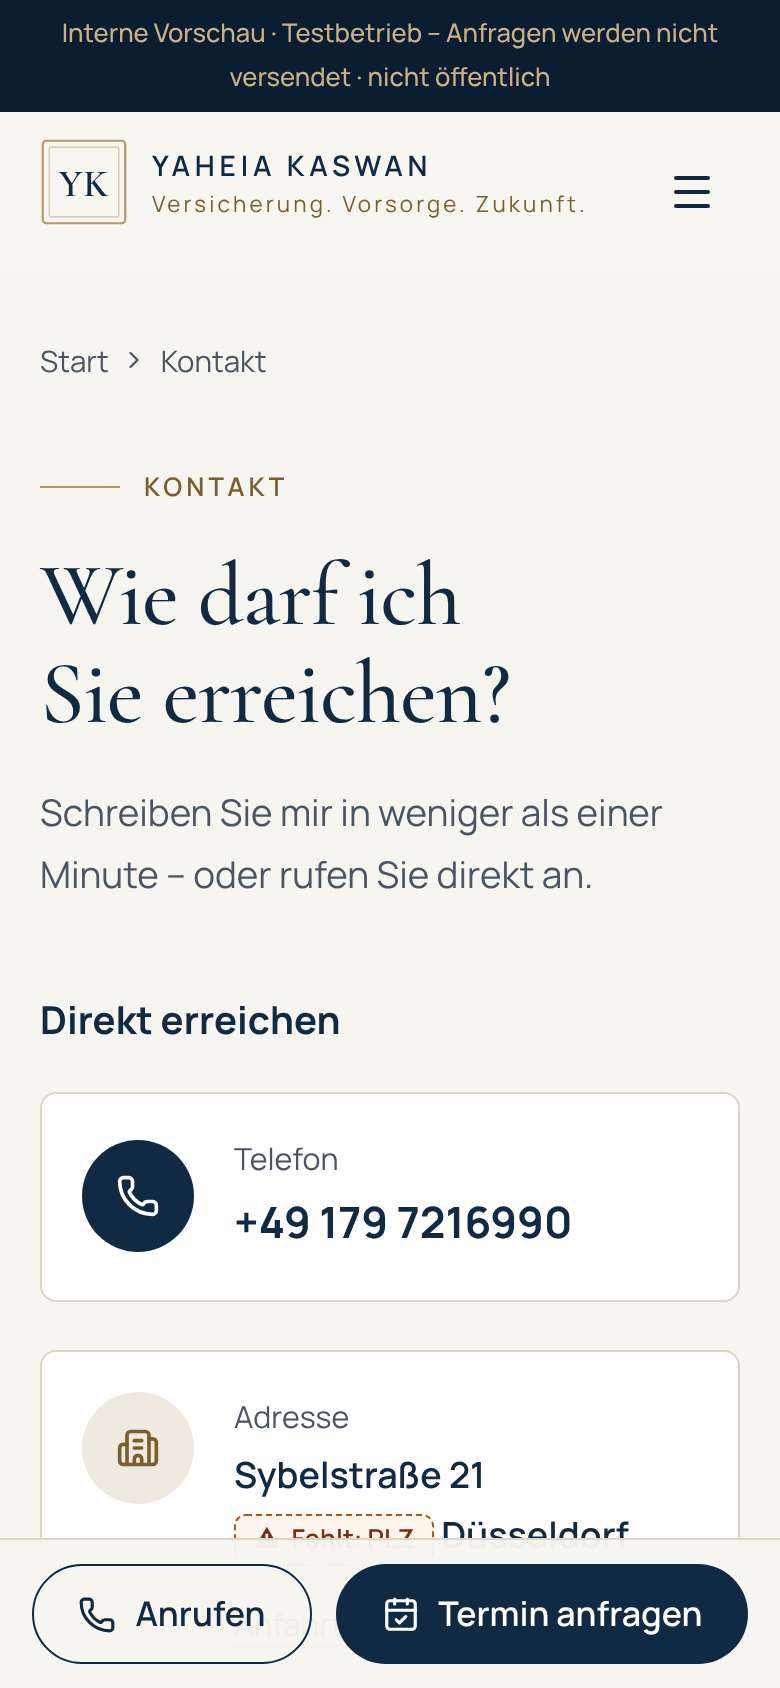 Interne Vorschau · Testbetrieb – Anfragen werden nicht
versendet · nicht öffentlich
YK
YAHEIA KASWAN
Versicherung. Vorsorge. Zukunft.
Start > Kontakt
KONTAKT
Wie darf ich
Sie erreichen?
Schreiben Sie mir in weniger als einer
Minute – oder rufen Sie direkt an.
Direkt erreichen
Telefon
+49 179 7216990
Adresse
Sybelstraße 21
Fehlt: PLZ Düsseldorf
Anrufen
Termin anfragen